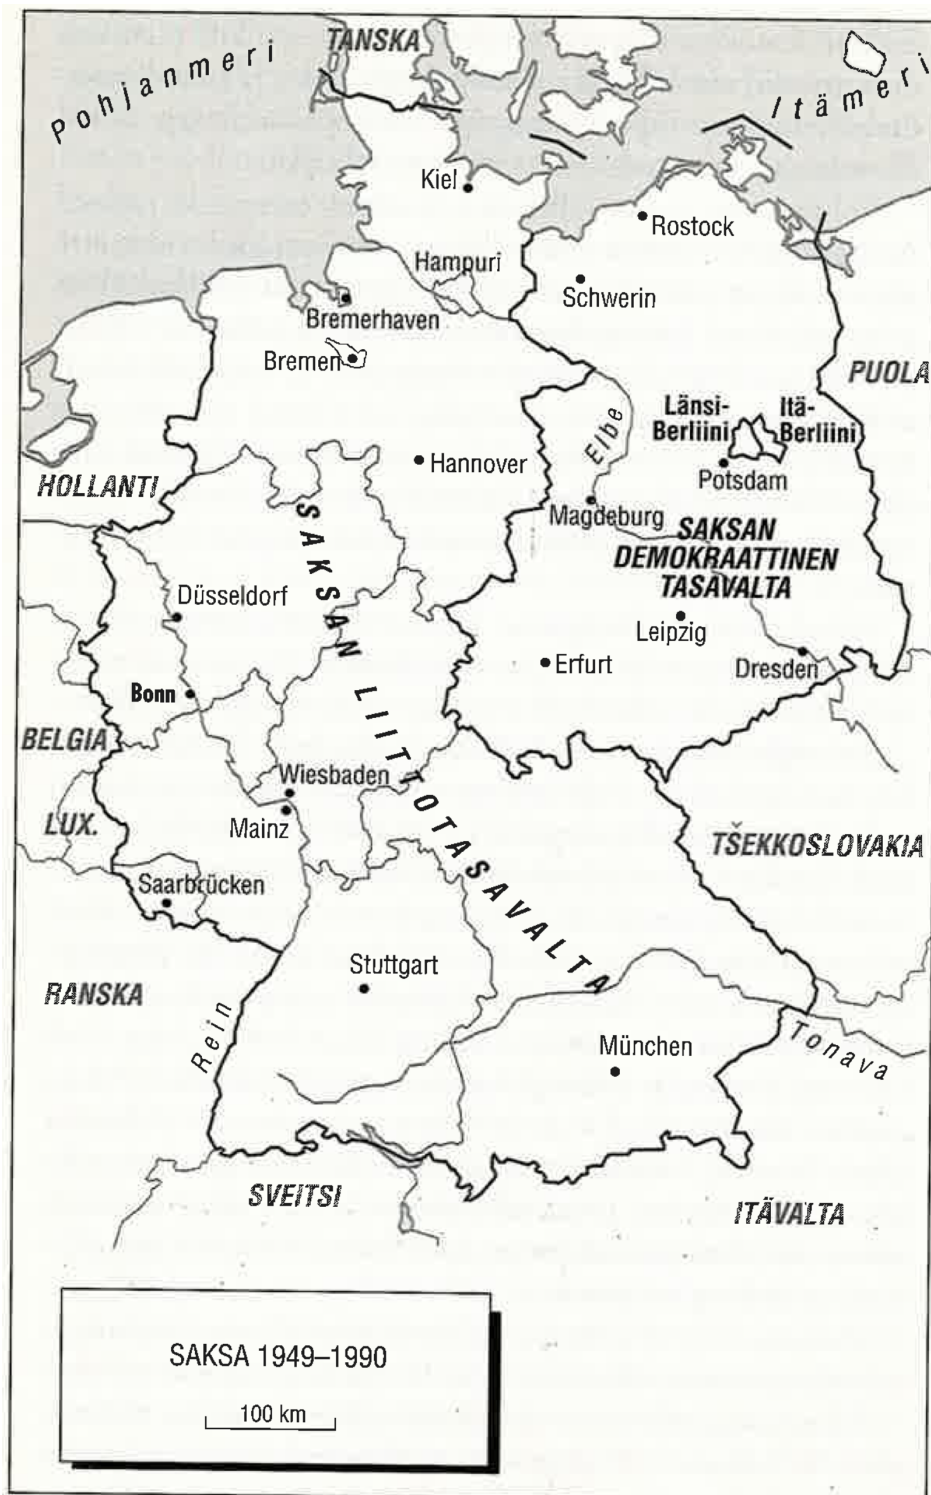 TANSKA
Pohjanmeri
Itämeri
Kiel
Rostock
Hampuri
Schwerin
Bremerhaven
Bremen
PUOLA
Länsi-
Berliini
Itä-
Berliini
Elbe
Hannover
Potsdam
HOLLANTI
Magdeburg
SAKSAN
DEMOKRAATTINEN
TASAVALTA
Düsseldorf
Leipzig
Erfurt
Dresden
Bonn
SAKSAN LIITTOTASAVALTA
BELGIA
Wiesbaden
Mainz
LUX.
TŠEKKOSLOVAKIA
Saarbrücken
Stuttgart
RANSKA
Rein
München
Tonava
SVEITSI
ITÄVALTA
SAKSA 1949–1990
100 km